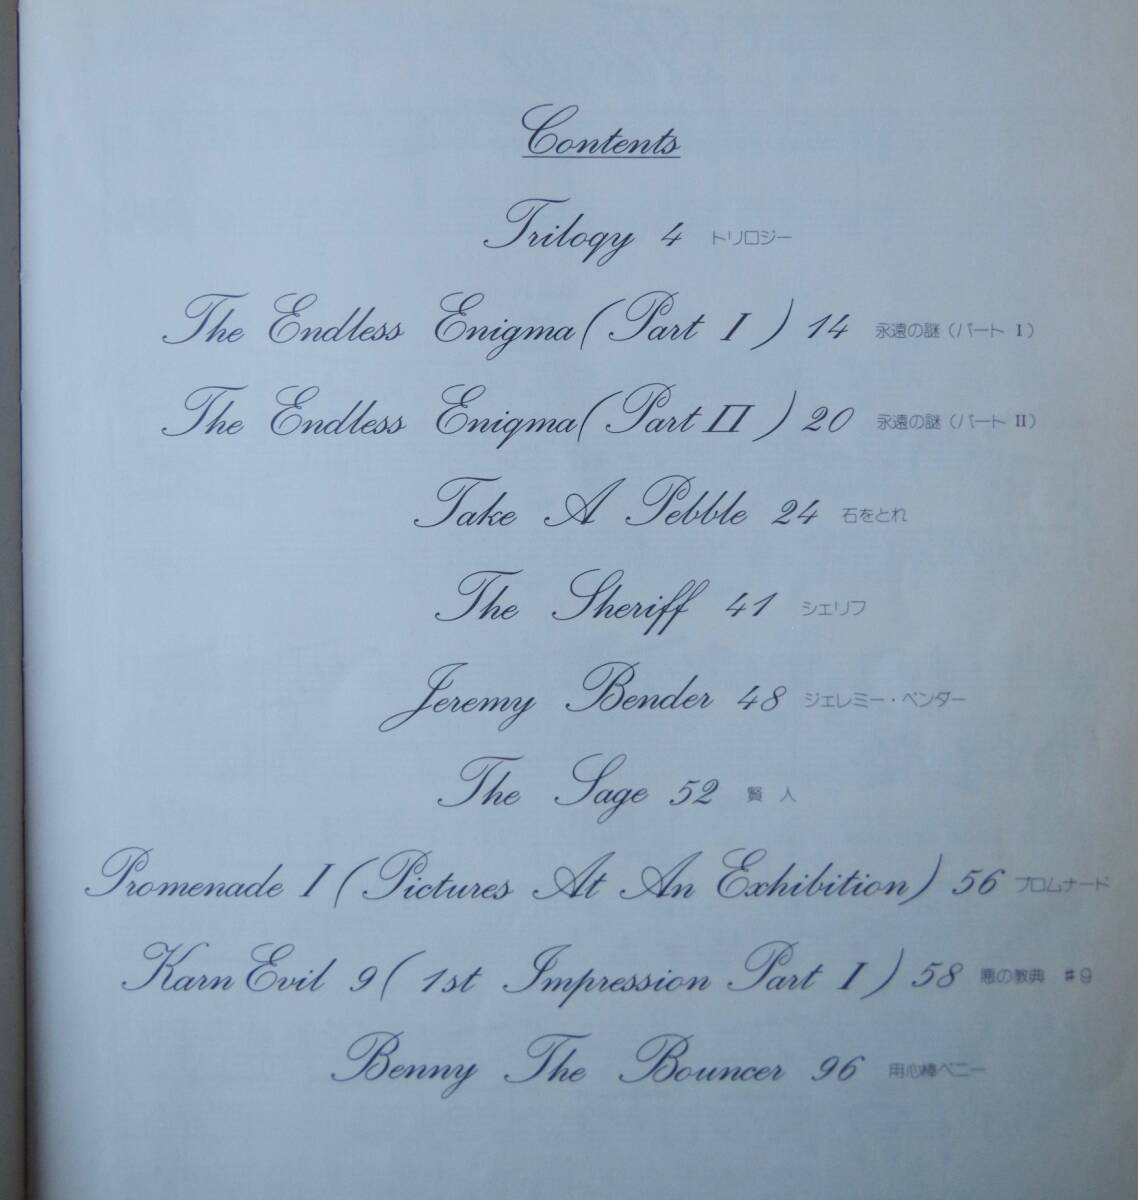 Contents
Trilogy 4 トリロジー
The Endless Enigma (Part I) 14 永遠の謎(パート I)
The Endless Enigma (Part II) 20 永遠の謎(パート II)
Take A Pebble 24 石をとれ
The Sheriff 41 シェリフ
Jeremy Bender 48 ジェレミー・ベンダー
The Sage 52 賢 人
Promenade I (Pictures At An Exhibition) 56 プロムナード
Karn Evil 9 (1st Impression Part I) 58 悪の教典 #9
Benny The Bouncer 96 用心棒ベニー